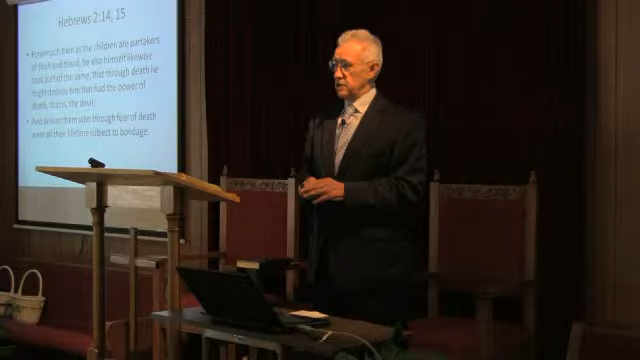 Hebrews 2:14, 15
• Forasmuch then as the children are partakers
of flesh and blood, he also himself likewise
took part of the same, that through death he
might destroy him that had the power of
death, that is, the devil;
• And deliver them who through fear of death
were all their lifetime subject to bondage.